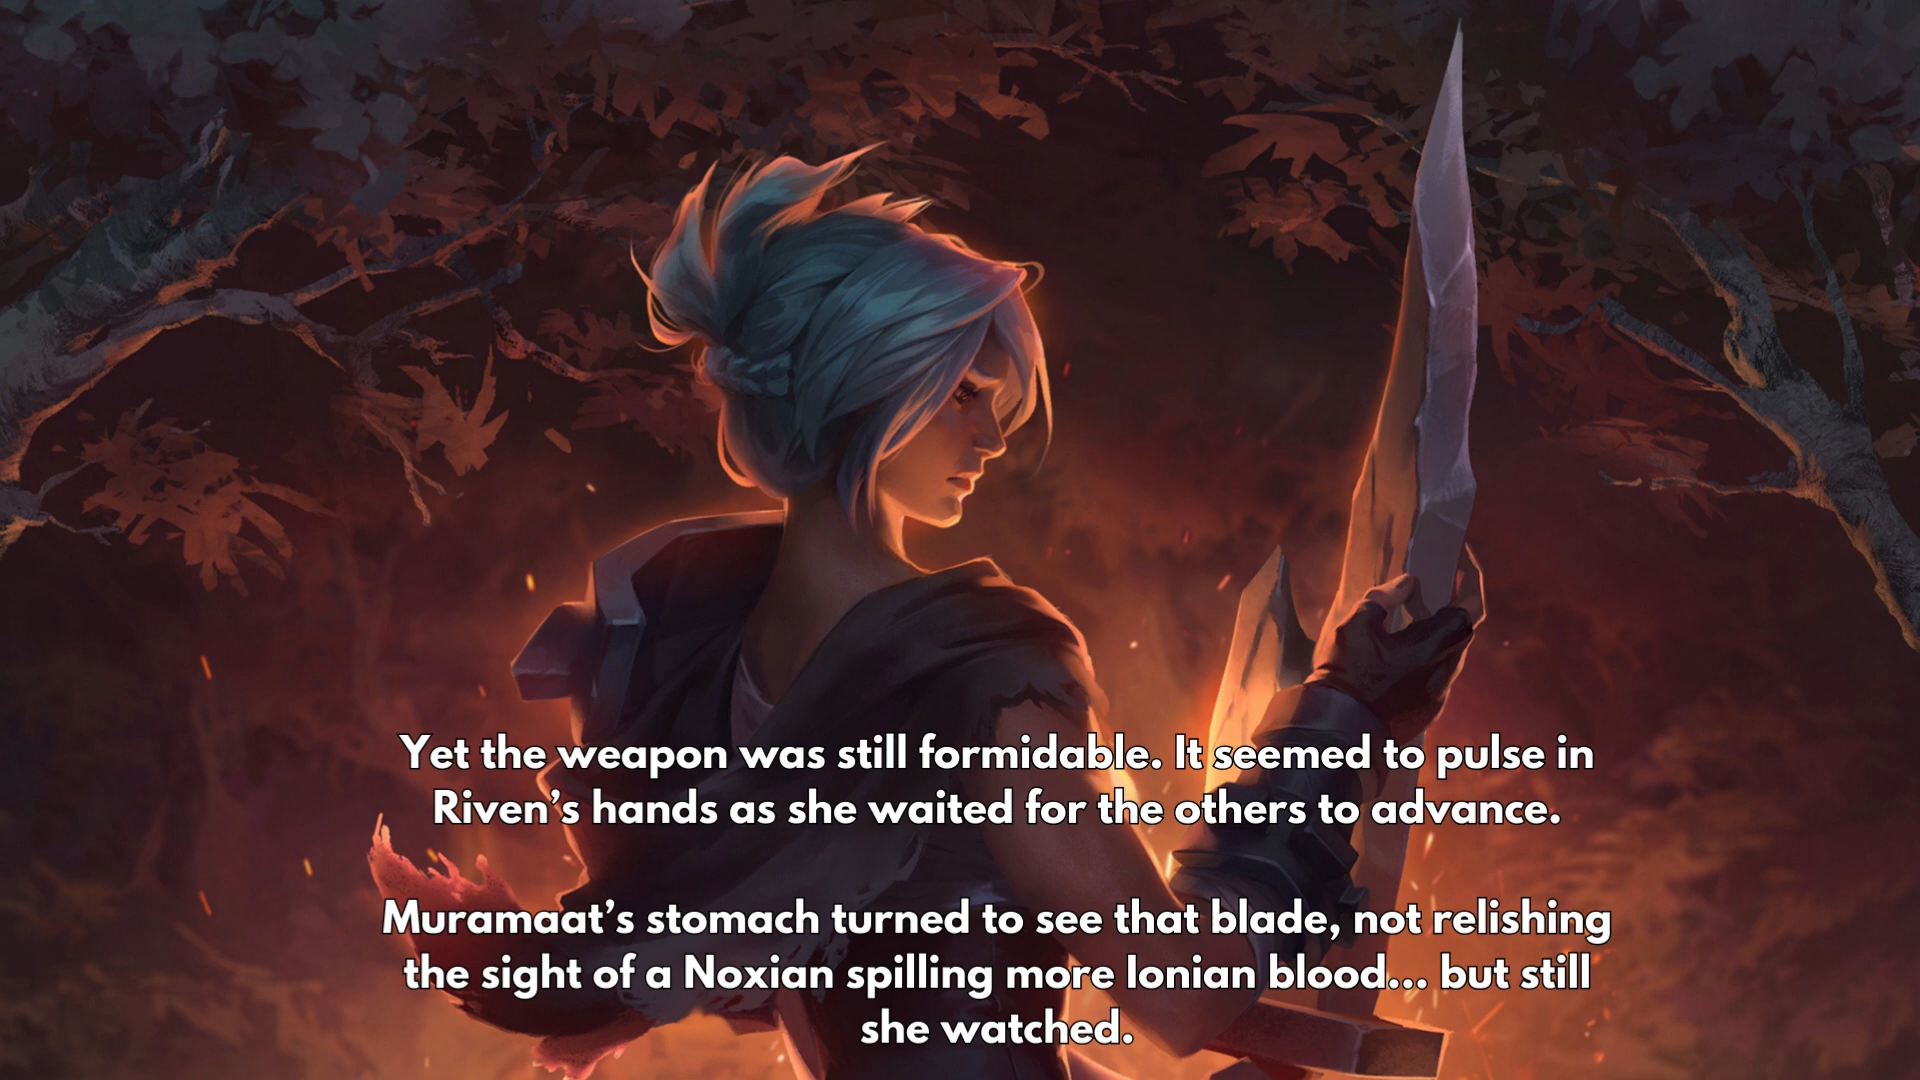 Yet the weapon was still formidable. It seemed to pulse in
Riven’s hands as she waited for the others to advance.
Muramaat’s stomach turned to see that blade, not relishing
the sight of a Noxian spilling more Ionian blood... but still
she watched.